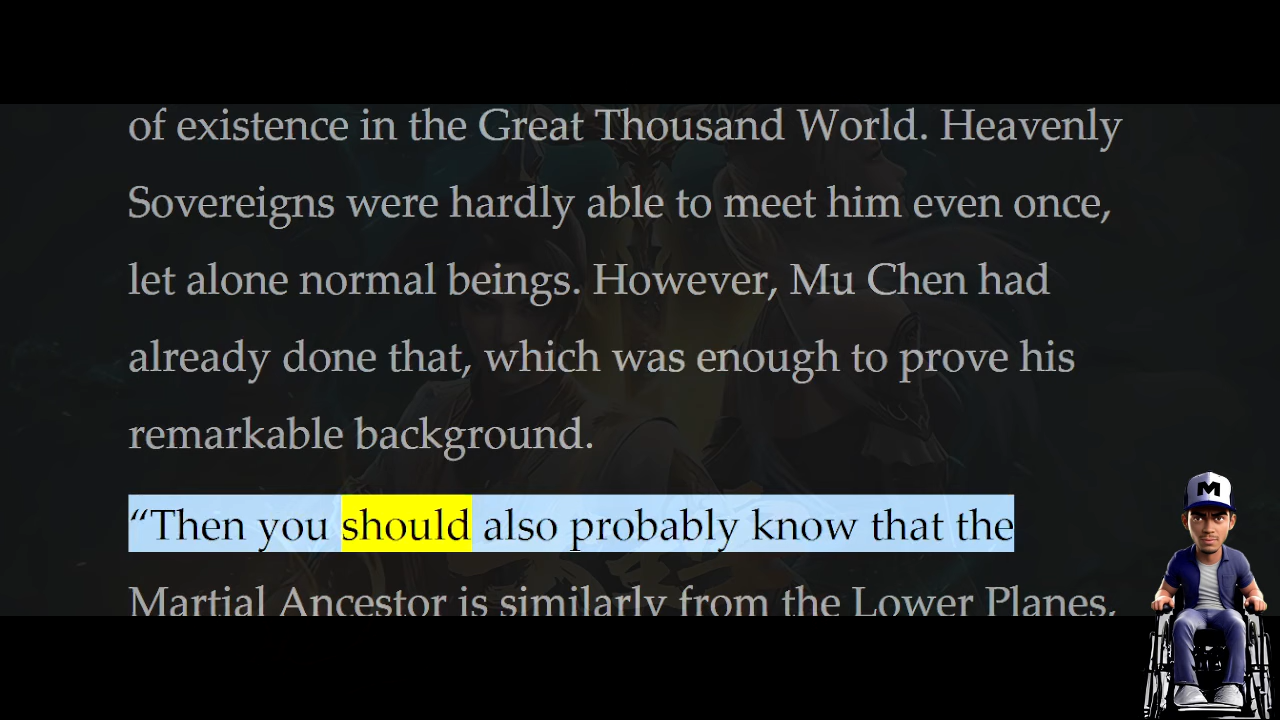 of existence in the Great Thousand World. Heavenly
Sovereigns were hardly able to meet him even once,
let alone normal beings. However, Mu Chen had
already done that, which was enough to prove his
remarkable background.
“Then you should also probably know that the
Martial Ancestor is similarly from the Lower Planes,
M
M